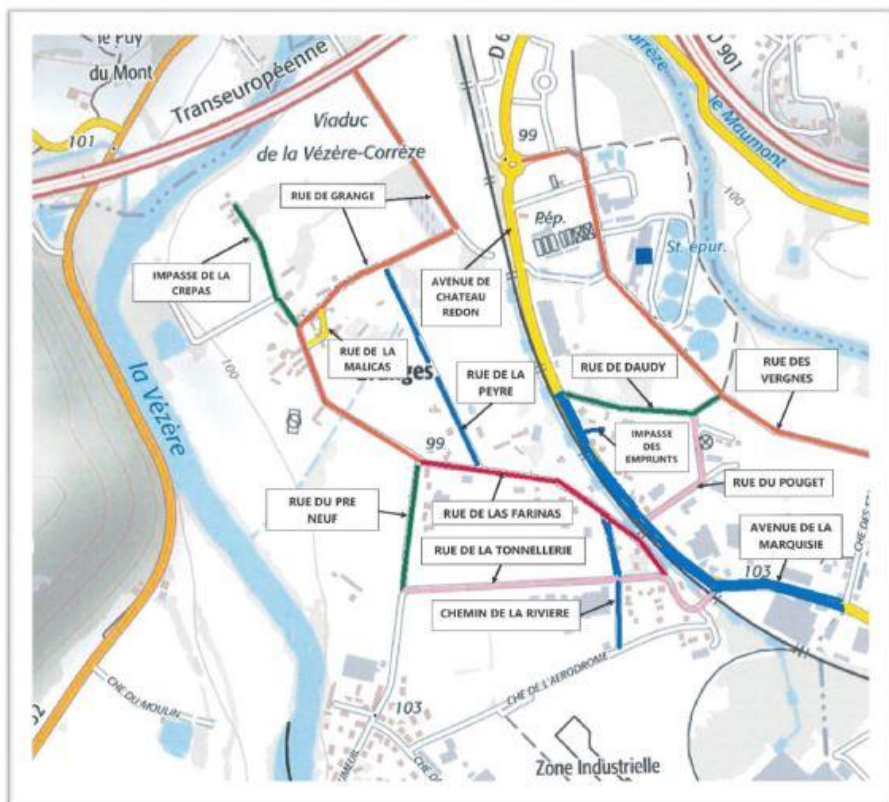 le Puy
du Mont
Transeuropéenne
D 6
Corrèze
D 901
le Maumont
101
Viaduc
de la Vézère-Corrèze
99
100
RUE DE GRANGE
Pép.
St. épur.
IMPASSE DE LA
CREPAS
AVENUE DE
CHATEAU
REDON
RUE DE LA
MALICAS
RUE DE LA
PEYRE
RUE DE DAUDY
RUE DES
VERGNES
100
la Vézère
99
IMPASSE
DES
EMPRUNTS
RUE DU POUGET
RUE DU PRE
NEUF
RUE DE LAS FARINAS
RUE DE LA TONNELLERIE
AVENUE DE LA
MARQUISIE
103
CHEMIN DE LA RIVIERE
CHE DE L'AERODROME
CHE DU MOULIN
103
Zone Industrielle